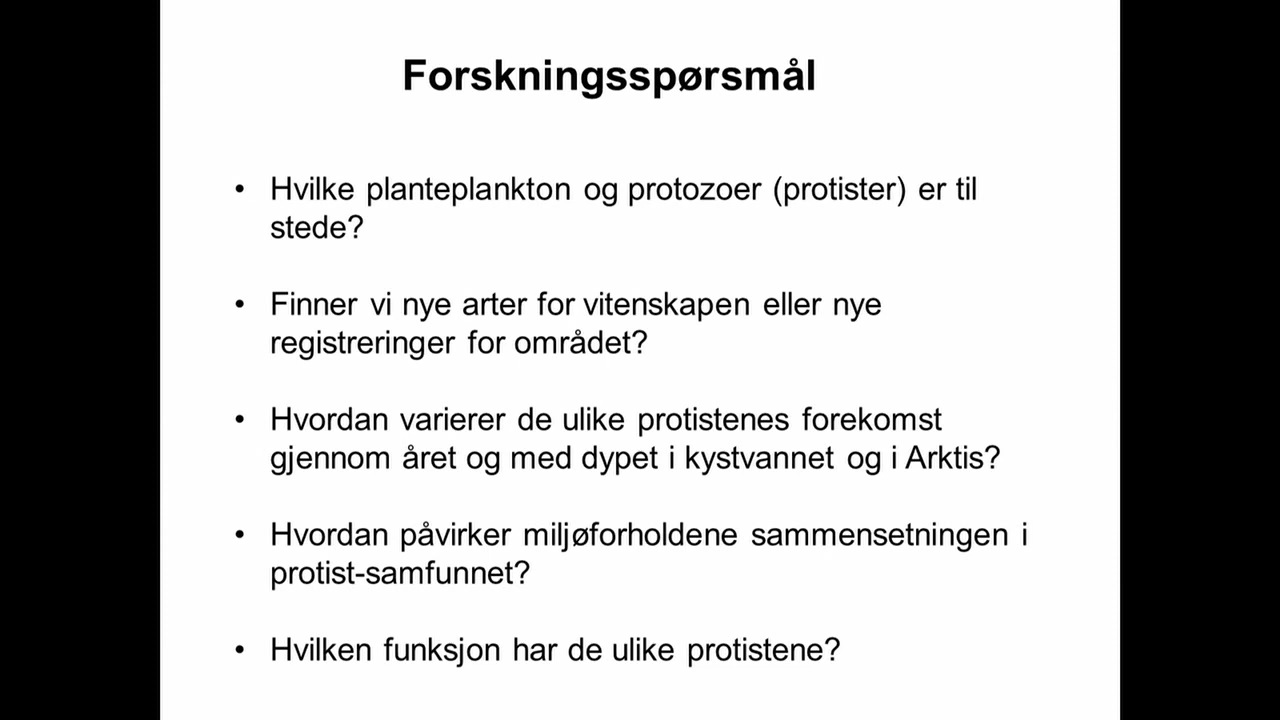 Forskningsspørsmål
• Hvilke planteplankton og protozoer (protister) er til
stede?
• Finner vi nye arter for vitenskapen eller nye
registreringer for området?
• Hvordan varierer de ulike protistenes forekomst
gjennom året og med dypet i kystvannet og i Arktis?
• Hvordan påvirker miljøforholdene sammensetningen i
protist-samfunnet?
• Hvilken funksjon har de ulike protistene?